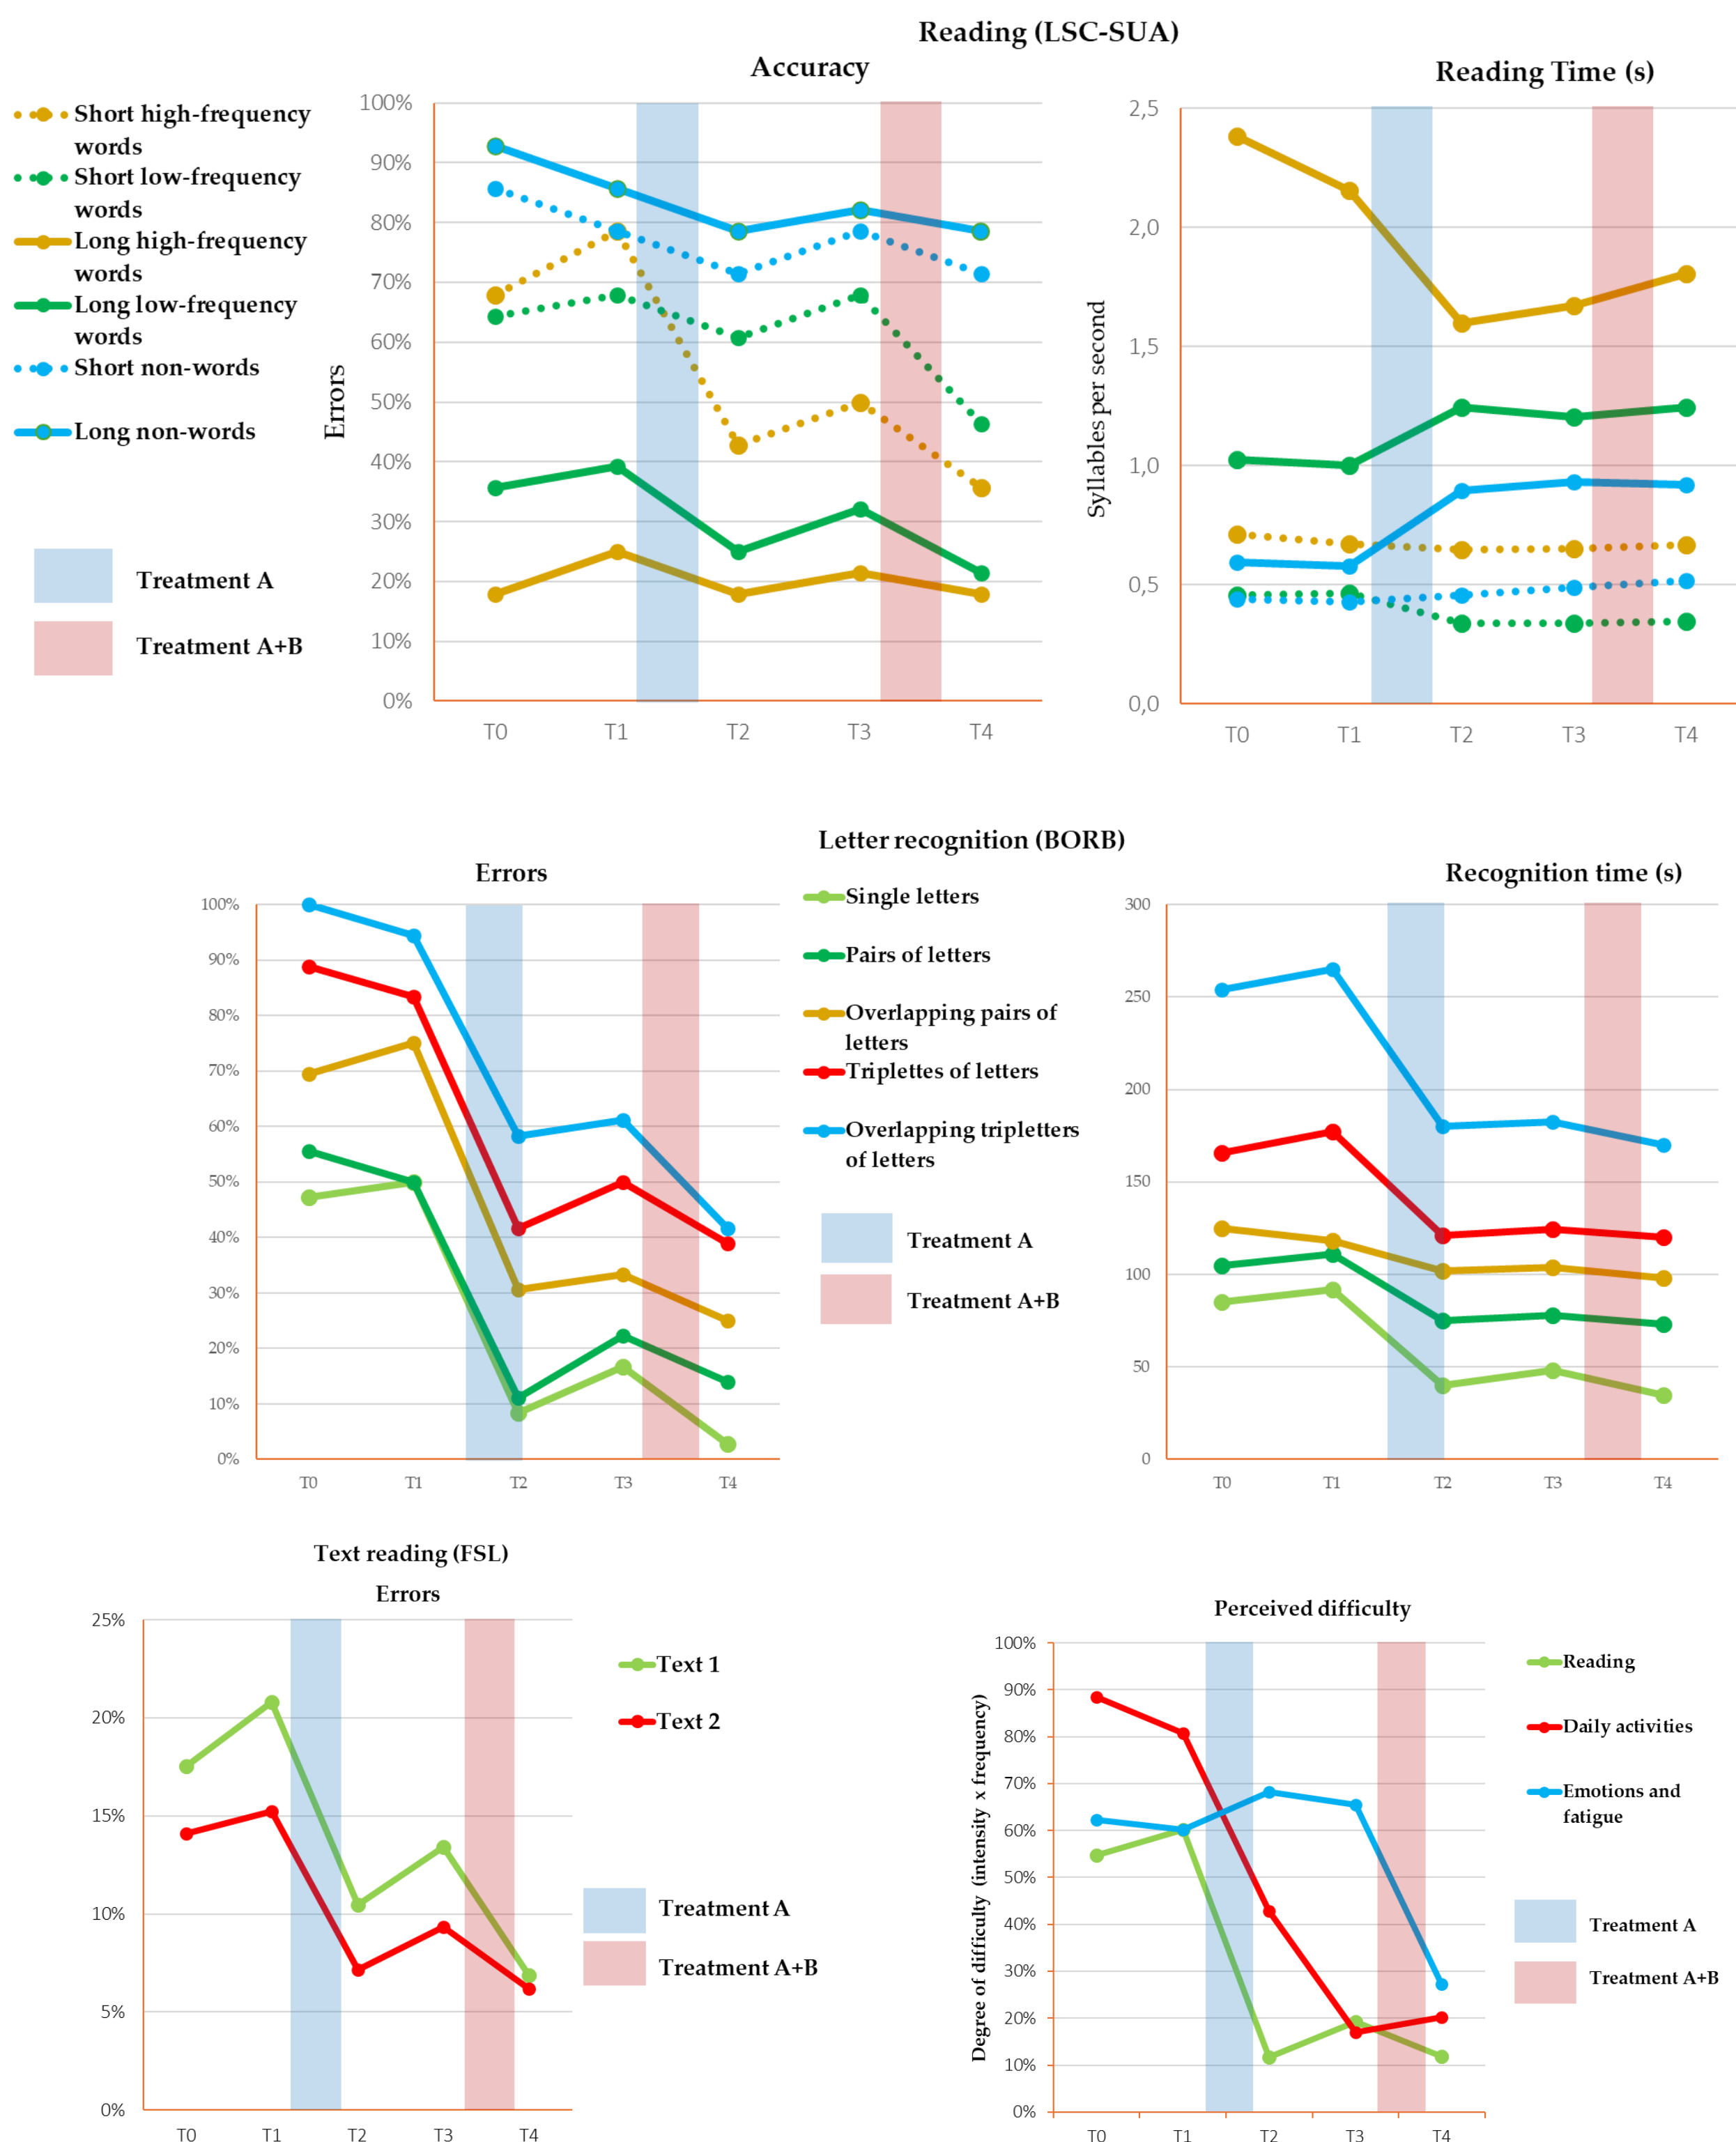 Reading (LSC-SUA)
Accuracy
Reading Time (s)
Short high-frequency
words
Short low-frequency
words
Long high-frequency
words
Long low-frequency
words
Short non-words
Long non-words
Treatment A
Treatment A+B
Errors
100%
90%
80%
70%
60%
50%
40%
30%
20%
10%
0%
T0 T1 T2 T3 T4
Syllables per second
2,5
2,0
1,5
1,0
0,5
0,0
T0 T1 T2 T3 T4
Letter recognition (BORB)
Errors
100%
90%
80%
70%
60%
50%
40%
30%
20%
10%
0%
T0 T1 T2 T3 T4
Single letters
Pairs of letters
Overlapping pairs of
letters
Triplettes of letters
Overlapping tripletters
of letters
Treatment A
Treatment A+B
Recognition time (s)
300
250
200
150
100
50
0
T0 T1 T2 T3 T4
Text reading (FSL)
Errors
25%
20%
15%
10%
5%
0%
T0 T1 T2 T3 T4
Text 1
Text 2
Treatment A
Treatment A+B
Perceived difficulty
Degree of difficulty (intensity x frequency)
100%
90%
80%
70%
60%
50%
40%
30%
20%
10%
0%
T0 T1 T2 T3 T4
Reading
Daily activities
Emotions and
fatigue
Treatment A
Treatment A+B